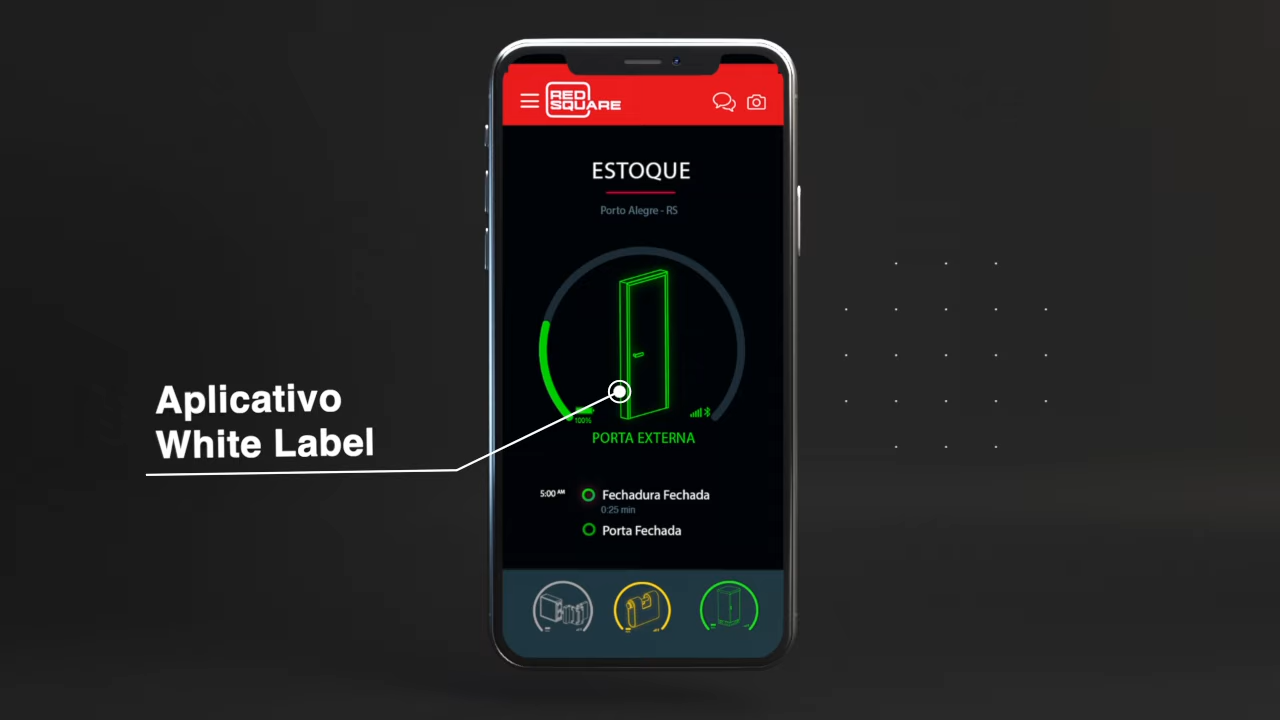 RED
SQUARE
ESTOQUE
Porto Alegre - RS
100%
PORTA EXTERNA
Aplicativo
White Label
5:00 AM
Fechadura Fechada
0:25 min
Porta Fechada